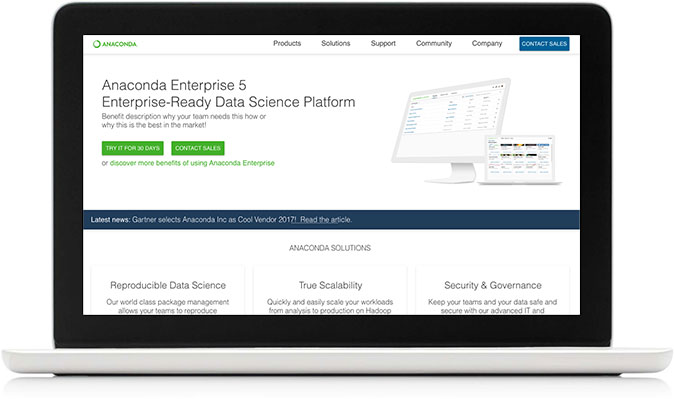 ANACONDA
Products Solutions Support Community Company CONTACT SALES
Anaconda Enterprise 5
Enterprise-Ready Data Science Platform
Benefit description why your team needs this how or
why this is the best in the market!
TRY IT FOR 30 DAYS CONTACT SALES
or discover more benefits of using Anaconda Enterprise
Latest news: Gartner selects Anaconda Inc as Cool Vendor 2017! Read the article.
ANACONDA SOLUTIONS
Reproducible Data Science True Scalability Security & Governance
Our world class package management Quickly and easily scale your workloads Keep your teams and your data safe and
allows your teams to reproduce from analysis to production on Hadoop secure with our advanced IT and